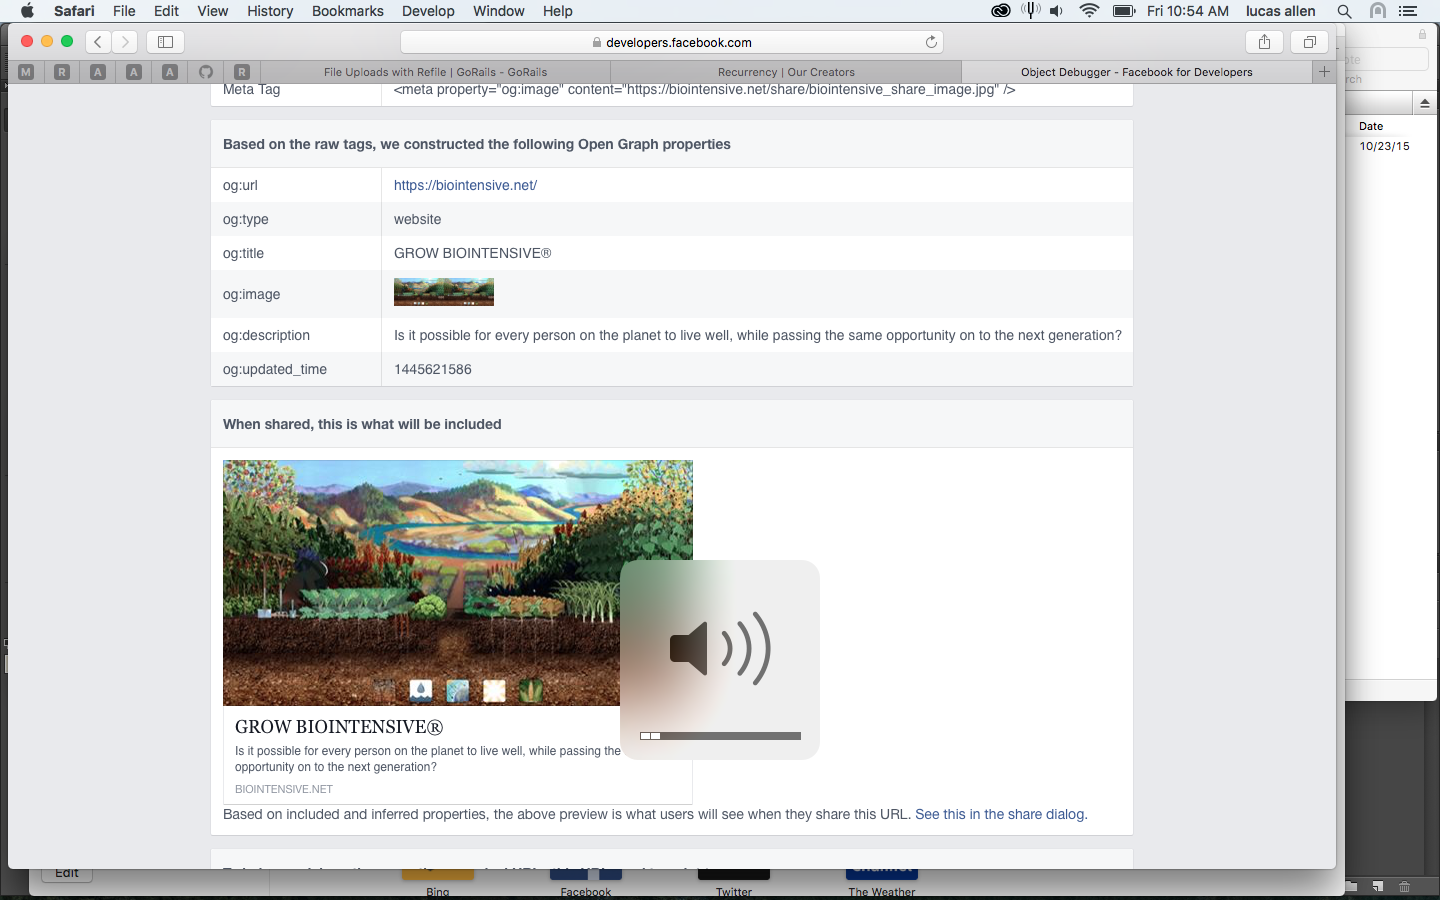 Safari File Edit View History Bookmarks Develop Window Help Fri 10:54 AM lucas allen
developers.facebook.com
M R A A A R File Uploads with Refile | GoRails - GoRails Recurrency | Our Creators Object Debugger - Facebook for Developers
Meta Tag <meta property="og:image" content="https://biointensive.net/share/biointensive_share_image.jpg" />
Date
10/23/15
Based on the raw tags, we constructed the following Open Graph properties
og:url https://biointensive.net/
og:type website
og:title GROW BIOINTENSIVE®
og:image
og:description Is it possible for every person on the planet to live well, while passing the same opportunity on to the next generation?
og:updated_time 1445621586
When shared, this is what will be included
GROW BIOINTENSIVE®
Is it possible for every person on the planet to live well, while passing the
opportunity on to the next generation?
BIOINTENSIVE.NET
Based on included and inferred properties, the above preview is what users will see when they share this URL. See this in the share dialog.
Edit
Bing Facebook Twitter The Weather